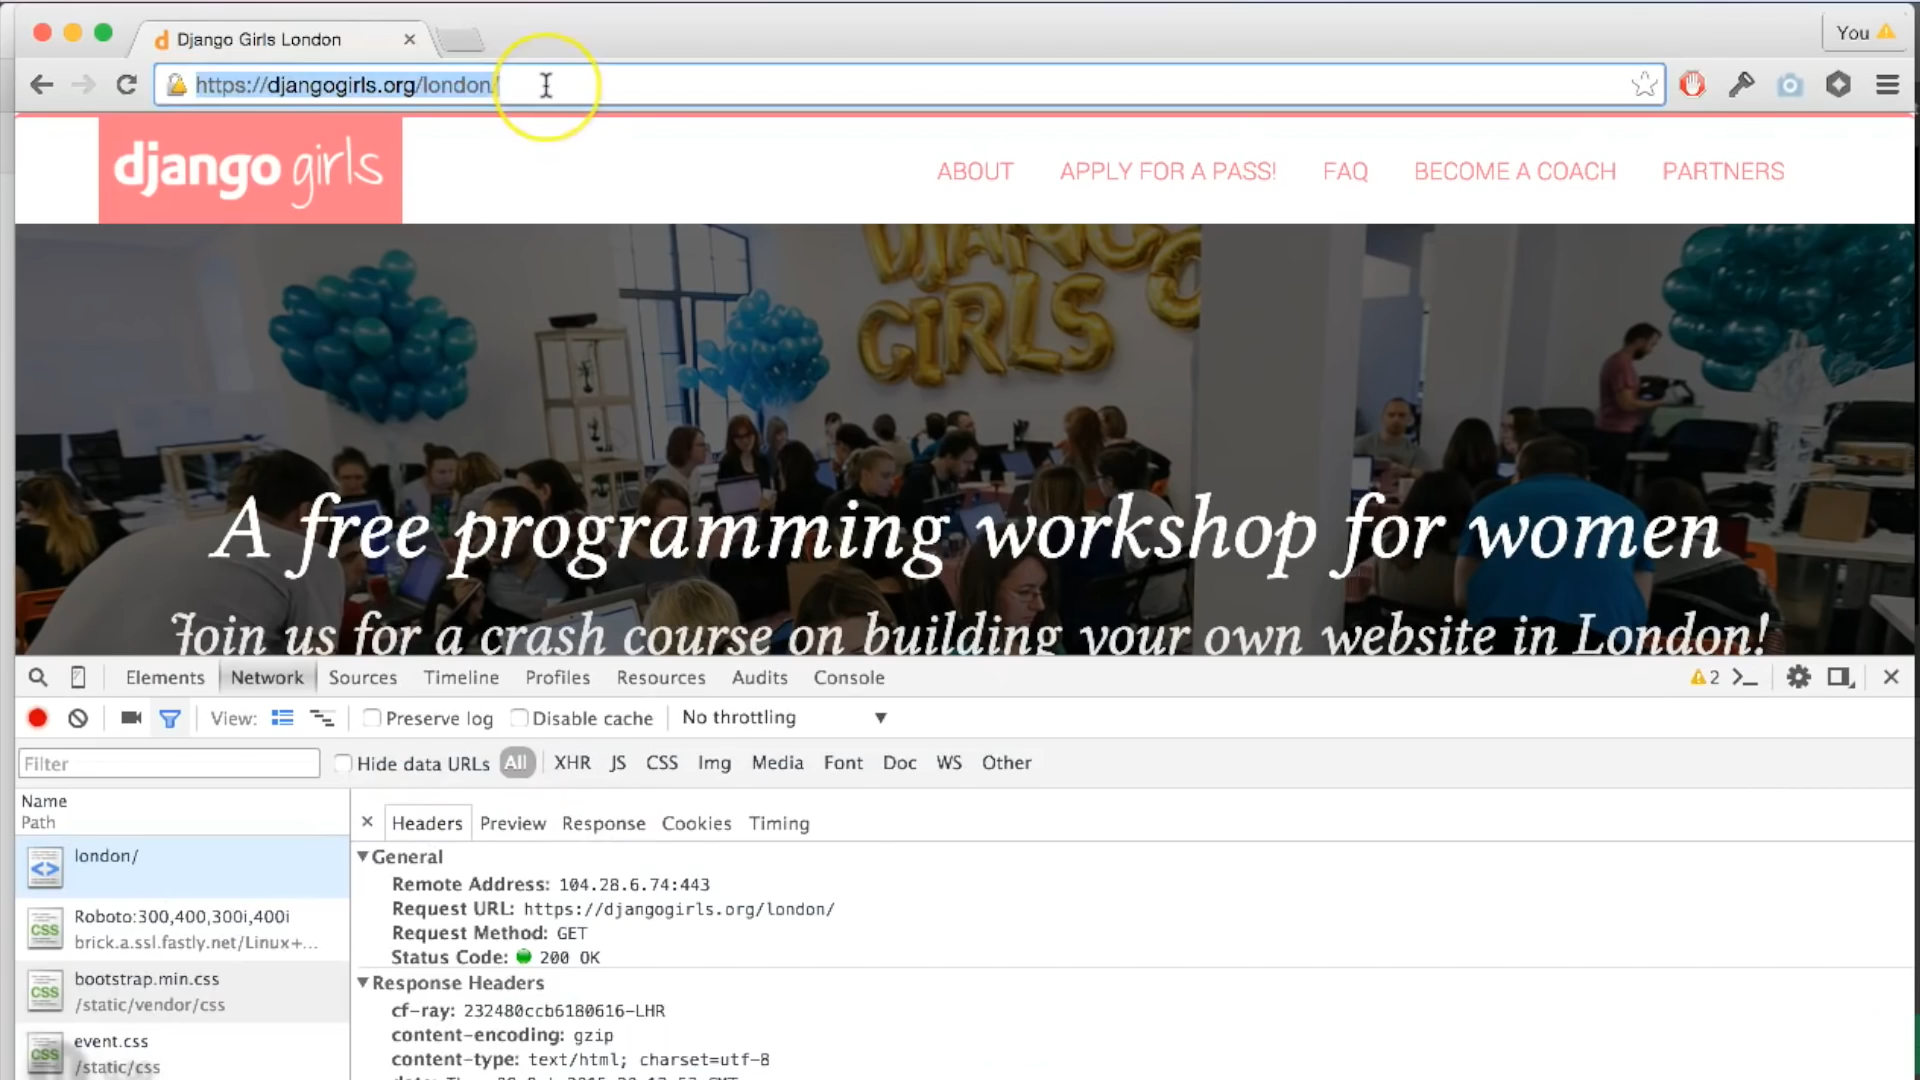 Django Girls London
You
https://djangogirls.org/london/
django girls
ABOUT
APPLY FOR A PASS!
FAQ
BECOME A COACH
PARTNERS
DJANGO
GIRLS
A free programming workshop for women
Join us for a crash course on building your own website in London!
Elements
Network
Sources
Timeline
Profiles
Resources
Audits
Console
2
View:
Preserve log
Disable cache
No throttling
Filter
Hide data URLs
All
XHR
JS
CSS
Img
Media
Font
Doc
WS
Other
Name
Path
Headers
Preview
Response
Cookies
Timing
london/
Roboto:300,400,300i,400i
brick.a.ssl.fastly.net/Linux+...
bootstrap.min.css
/static/vendor/css
event.css
/static/css
General
Remote Address: 104.28.6.74:443
Request URL: https://djangogirls.org/london/
Request Method: GET
Status Code: 200 OK
Response Headers
cf-ray: 232480ccb6180616-LHR
content-encoding: gzip
content-type: text/html; charset=utf-8